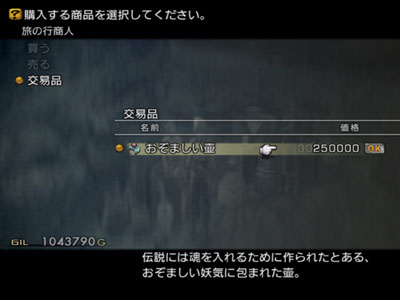 購入する商品を選択してください。
旅の行商人
買う
売る
交易品
交易品
名前 価格
おぞましい壷 00250000 OK
GIL 1043790G
伝説には魂を入れるために作られたとある、
おぞましい妖気に包まれた壷。